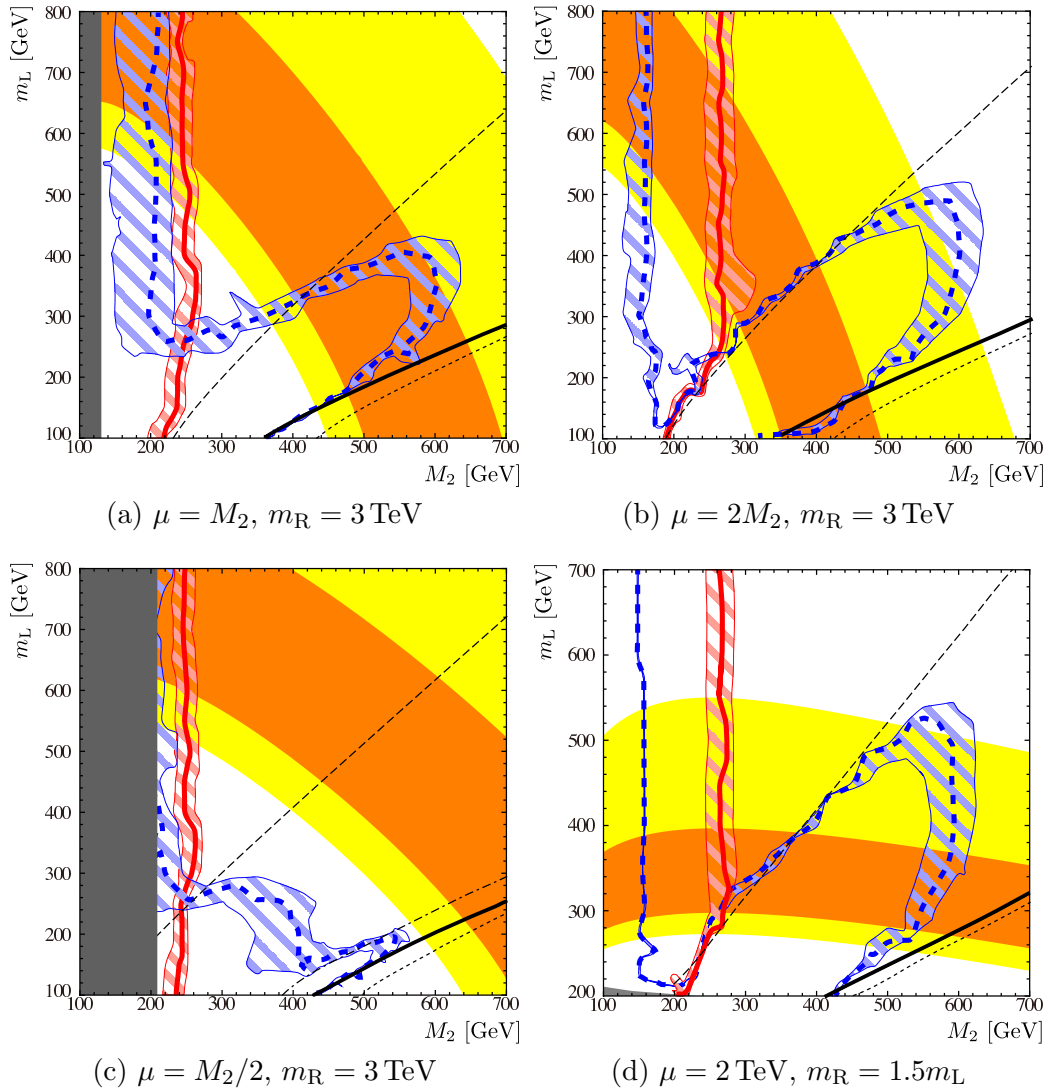 800
700
600
500
400
300
200
100
m_L [GeV]
100 200 300 400 500 600 700
M_2 [GeV]
(a) μ = M_2, m_R = 3 TeV
800
700
600
500
400
300
200
100
m_L [GeV]
100 200 300 400 500 600 700
M_2 [GeV]
(b) μ = 2M_2, m_R = 3 TeV
800
700
600
500
400
300
200
100
m_L [GeV]
100 200 300 400 500 600 700
M_2 [GeV]
(c) μ = M_2/2, m_R = 3 TeV
700
600
500
400
300
200
m_L [GeV]
100 200 300 400 500 600 700
M_2 [GeV]
(d) μ = 2 TeV, m_R = 1.5m_L